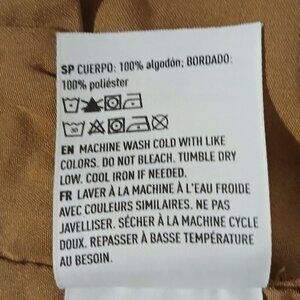 SP CUERPO: 100% algodón; BORDADO:
100% poliéster
30
EN MACHINE WASH COLD WITH LIKE
COLORS. DO NOT BLEACH. TUMBLE DRY
LOW. COOL IRON IF NEEDED.
FR LAVER À LA MACHINE À L'EAU FROIDE
AVEC COULEURS SIMILAIRES. NE PAS
JAVELLISER. SÉCHER À LA MACHINE CYCLE
DOUX. REPASSER À BASSE TEMPÉRATURE
AU BESOIN.